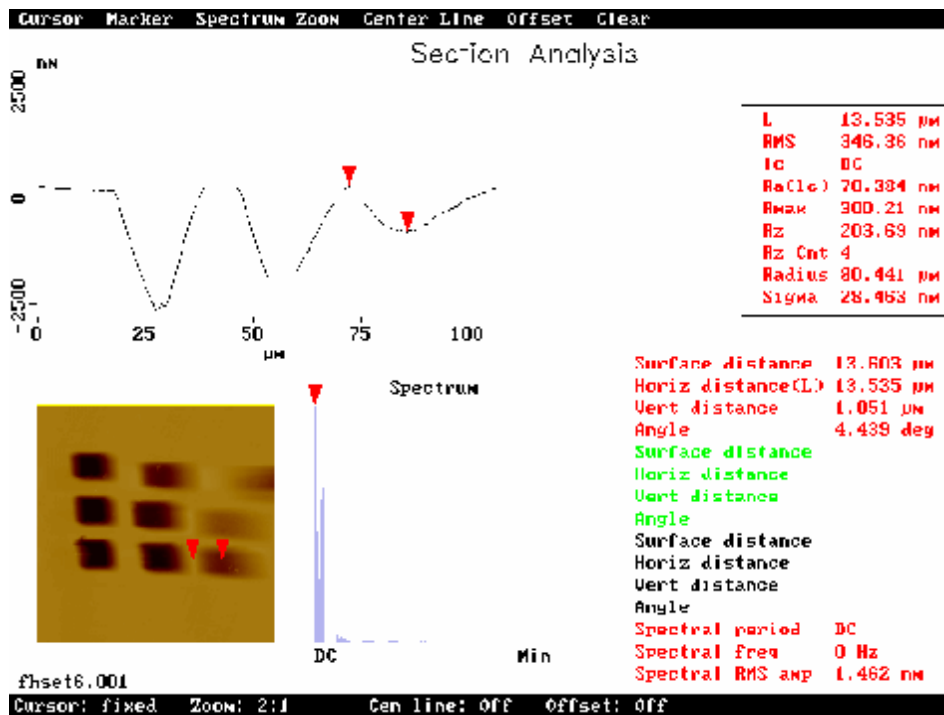 Cursor Marker Spectrum Zoom Center Line Offset Clear
Section Analysis
nM
2500
0
-2500
0 25 50 75 100
µM
L 13.535 µM
RMS 346.36 nM
lc DC
Ra(lc) 70.384 nM
Rmax 300.21 nM
Rz 203.69 nM
Rz Cnt 4
Radius 80.441 µM
Sigma 28.463 nM
Spectrum
DC Min
Surface distance 13.603 µM
Horiz distance(L) 13.535 µM
Vert distance 1.051 µM
Angle 4.439 deg
Surface distance
Horiz distance
Vert distance
Angle
Surface distance
Horiz distance
Vert distance
Angle
Spectral period DC
Spectral freq 0 Hz
Spectral RMS amp 1.462 nM
fhset6.001
Cursor: fixed Zoom: 2:1 Cen line: Off Offset: Off